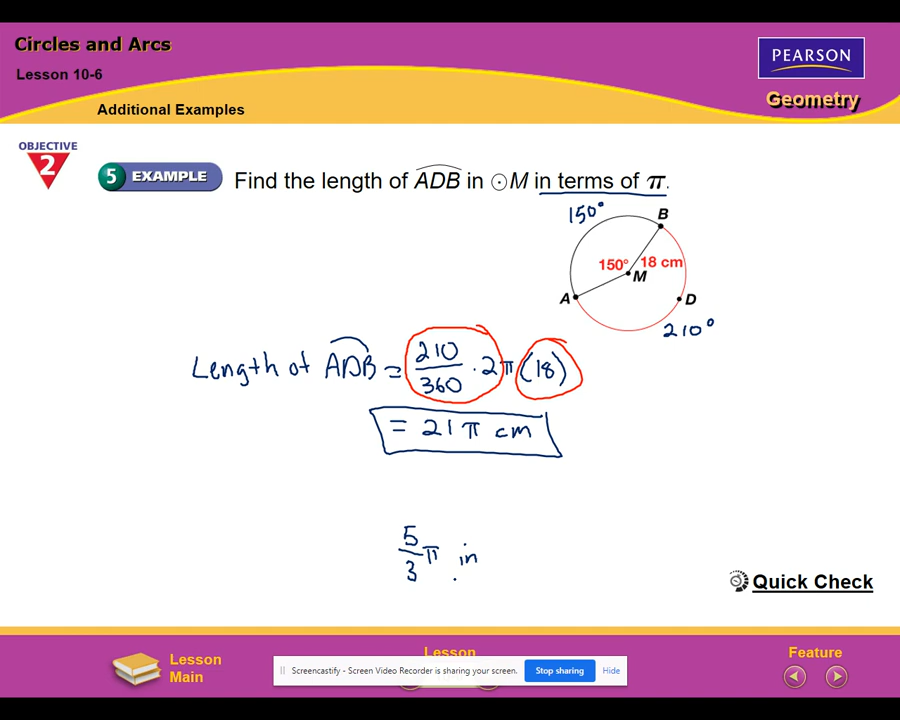 Circles and Arcs
Lesson 10-6
PEARSON
Geometry
Additional Examples
OBJECTIVE
2
5 EXAMPLE Find the length of ADB in ⊙M in terms of π.
150°
B
150° 18 cm
M
A
D
210°
Length of ADB = 210/360 · 2π (18)
= 21π cm
5/3 π in
Quick Check
Lesson
Main
Lesson
Feature
Screencastify - Screen Video Recorder is sharing your screen. Stop sharing Hide